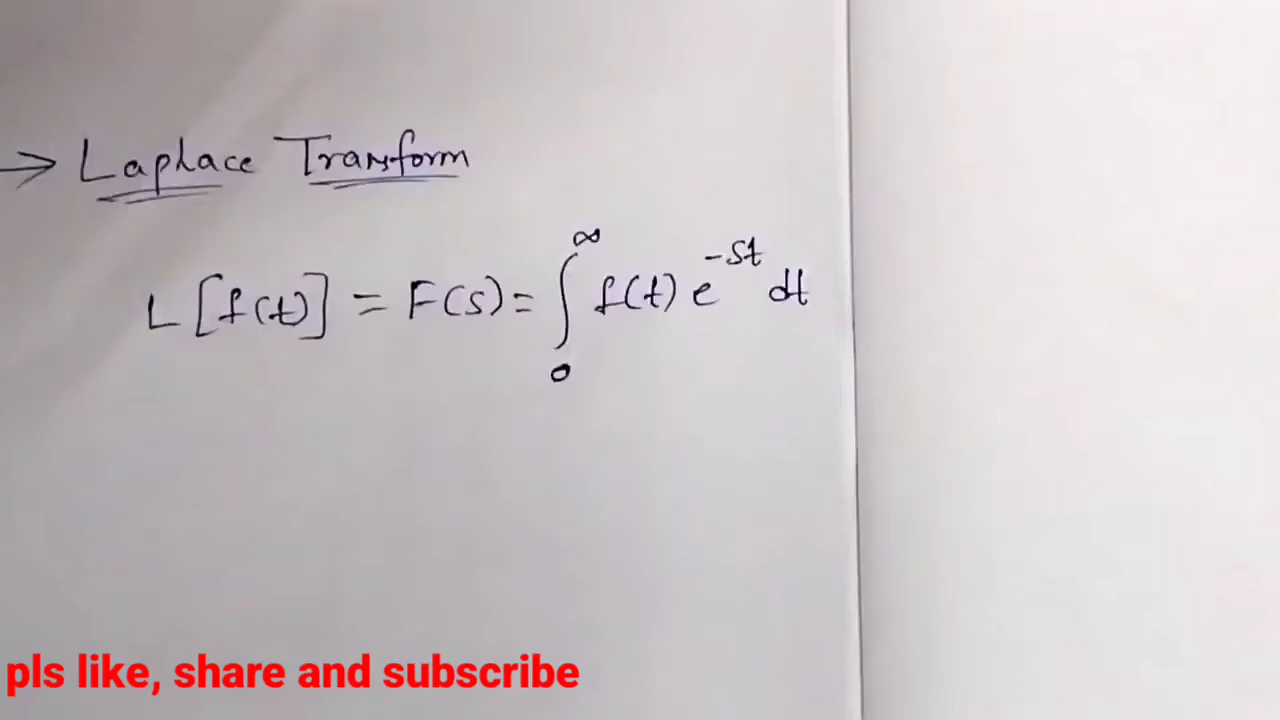 → Laplace Transform
L[f(t)] = F(s) = ∫₀^∞ f(t) e^{-st} dt
pls like, share and subscribe